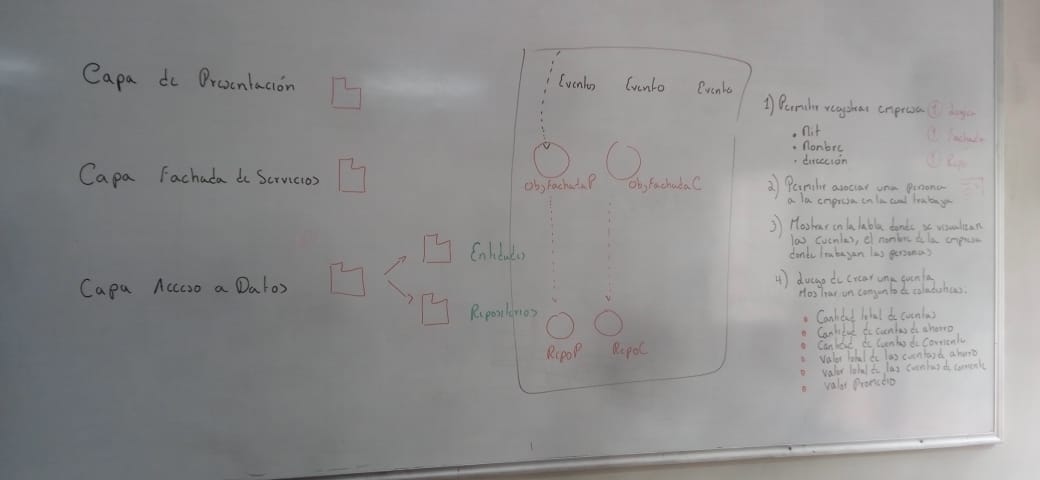 Capa de Presentación
Capa Fachada de Servicios
Capa Acceso a Datos
Entidades
Repositorios
Eventos
Evento
Evento
ObjFachadaP
ObjFachadaC
RepoP
RepoC
1) Permitir registrar empresa
• Nit
• Nombre
• dirección
1 Fachada
1 Repo
2) Permitir asociar una persona
a la empresa en la cual trabaja
3) Mostrar en la tabla donde se visualizan
las cuentas, el nombre de la empresa
donde trabajan las personas
4) Luego de crear una cuenta
Mostrar un conjunto de estadísticas.
• Cantidad total de cuentas
• Cantidad de cuentas de ahorro
• Cantidad de cuentas de corriente
• valor total de las cuentas de ahorro
• valor total de las cuentas de corriente
• valor Promedio